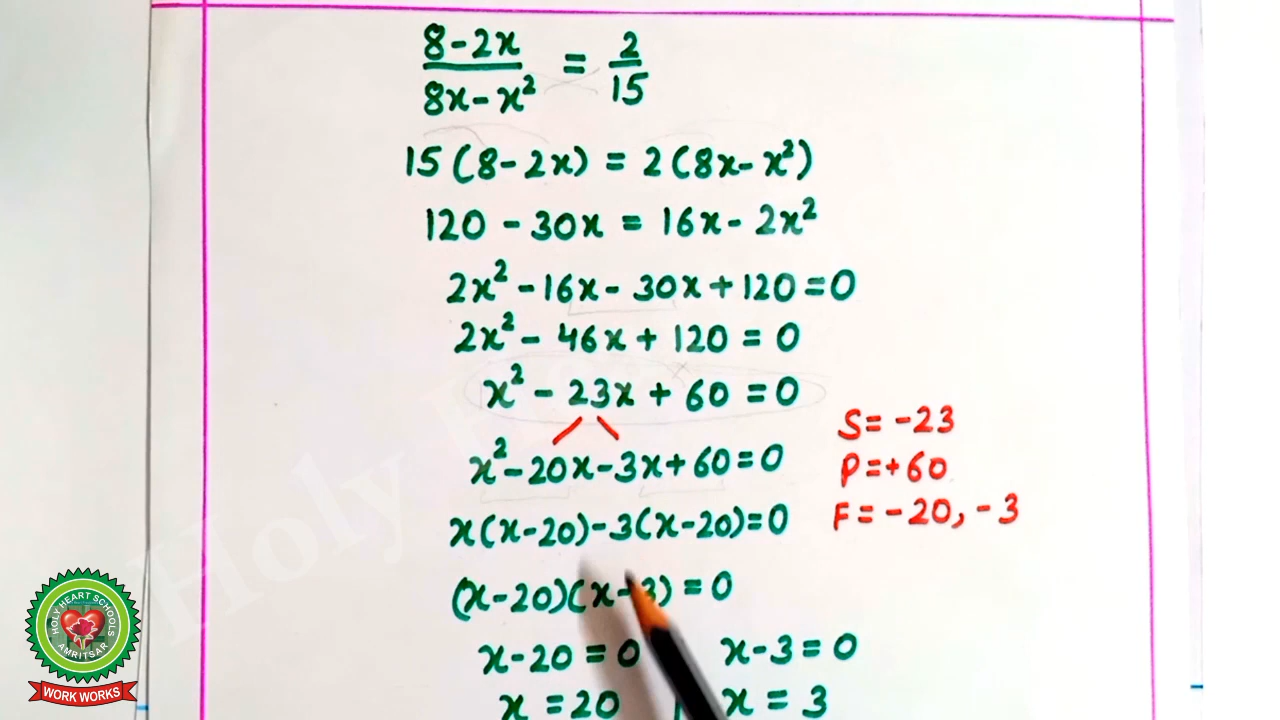 8-2x / 8x-x² = 2/15
15(8-2x) = 2(8x-x²)
120 - 30x = 16x - 2x²
2x² - 16x - 30x + 120 = 0
2x² - 46x + 120 = 0
x² - 23x + 60 = 0
S = -23
x² - 20x - 3x + 60 = 0
P = +60
x(x-20) - 3(x-20) = 0
F = -20, -3
(x-20)(x-3) = 0
x - 20 = 0 x - 3 = 0
x = 20 x = 3
Holy
HOLY HEART SCHOOLS
AMRITSAR
WORK WORKS